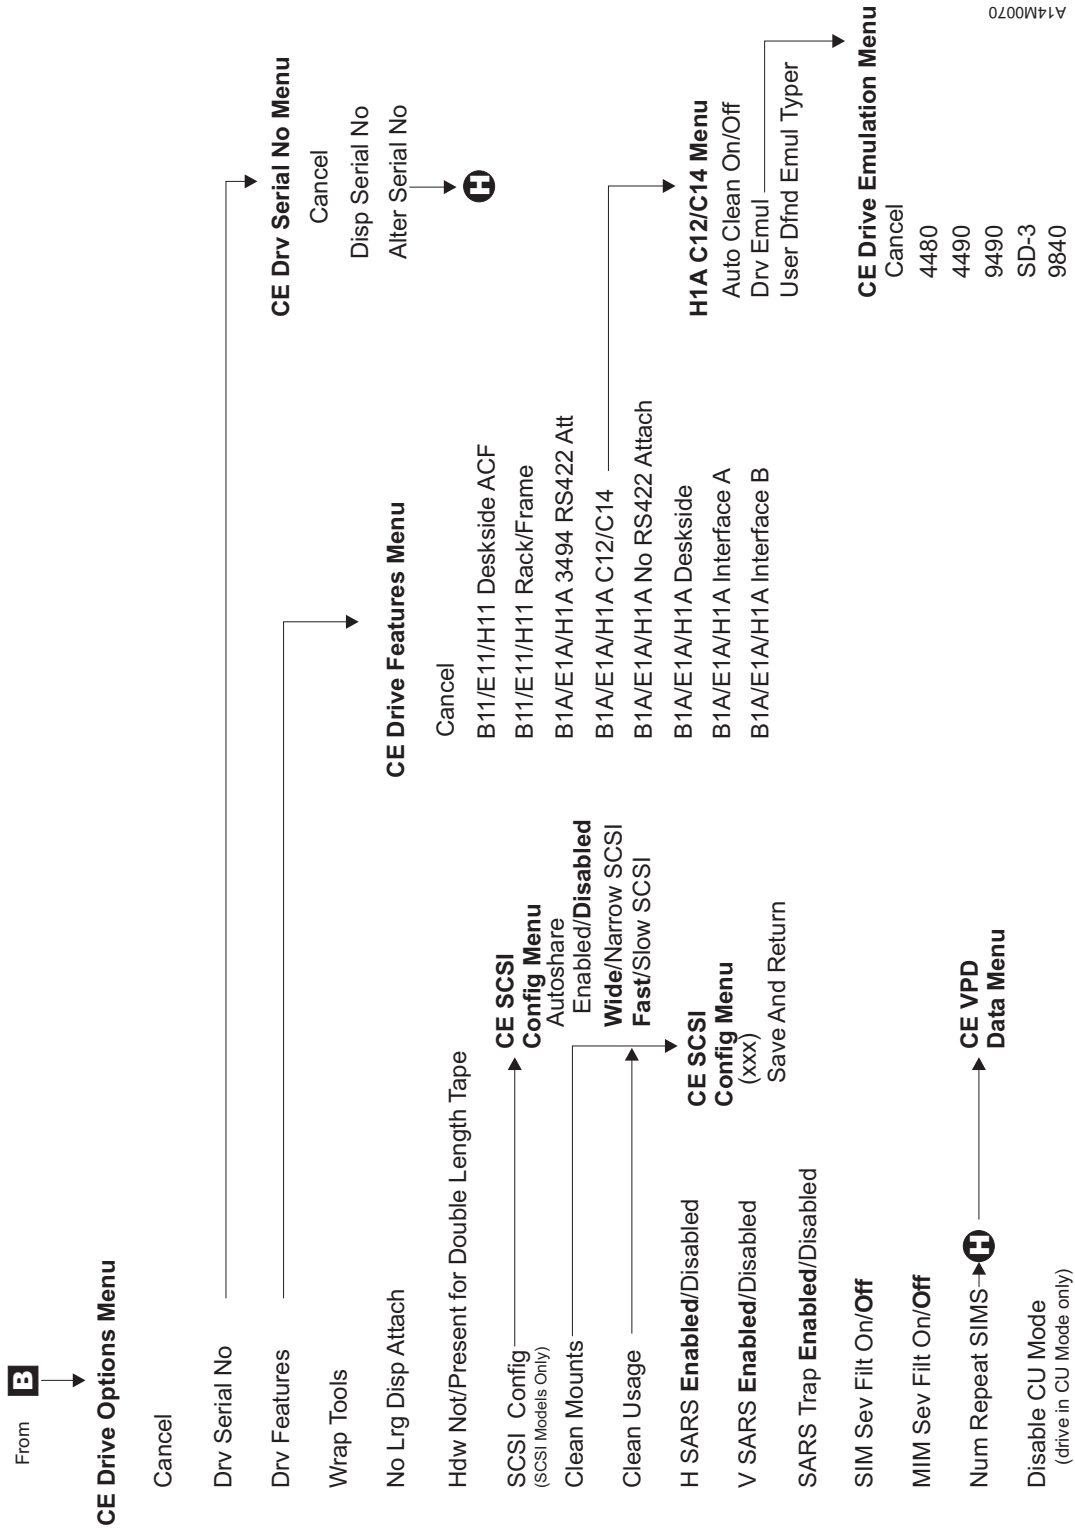 From B
CE Drive Options Menu
Cancel
Drv Serial No
Drv Features
Wrap Tools
No Lrg Disp Attach
Hdw Not/Present for Double Length Tape
SCSI Config
(SCSI Models Only)
Clean Mounts
Clean Usage
H SARS Enabled/Disabled
V SARS Enabled/Disabled
SARS Trap Enabled/Disabled
SIM Sev Filt On/Off
MIM Sev Filt On/Off
Num Repeat SIMS
H
Disable CU Mode
(drive in CU Mode only)
CE SCSI
Config Menu
Autoshare
Enabled/Disabled
Wide/Narrow SCSI
Fast/Slow SCSI
CE SCSI
Config Menu
(xxx)
Save And Return
CE VPD
Data Menu
CE Drive Features Menu
Cancel
B11/E11/H11 Deskside ACF
B11/E11/H11 Rack/Frame
B1A/E1A/H1A 3494 RS422 Att
B1A/E1A/H1A C12/C14
B1A/E1A/H1A No RS422 Attach
B1A/E1A/H1A Deskside
B1A/E1A/H1A Interface A
B1A/E1A/H1A Interface B
CE Drv Serial No Menu
Cancel
Disp Serial No
Alter Serial No
H
H1A C12/C14 Menu
Auto Clean On/Off
Drv Emul
User Dfnd Emul Typer
CE Drive Emulation Menu
Cancel
4480
4490
9490
SD-3
9840
A14M0070